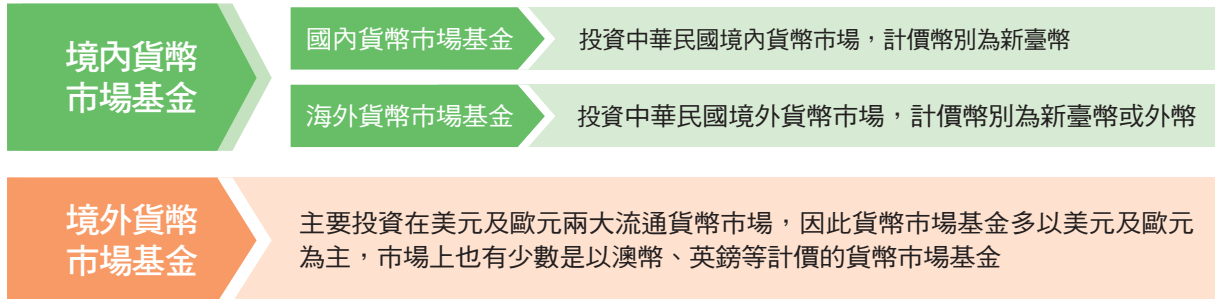 境內貨幣
市場基金
國內貨幣市場基金
投資中華民國境內貨幣市場，計價幣別為新臺幣
海外貨幣市場基金
投資中華民國境外貨幣市場，計價幣別為新臺幣或外幣
境外貨幣
市場基金
主要投資在美元及歐元兩大流通貨幣市場，因此貨幣市場基金多以美元及歐元
為主，市場上也有少數是以澳幣、英鎊等計價的貨幣市場基金